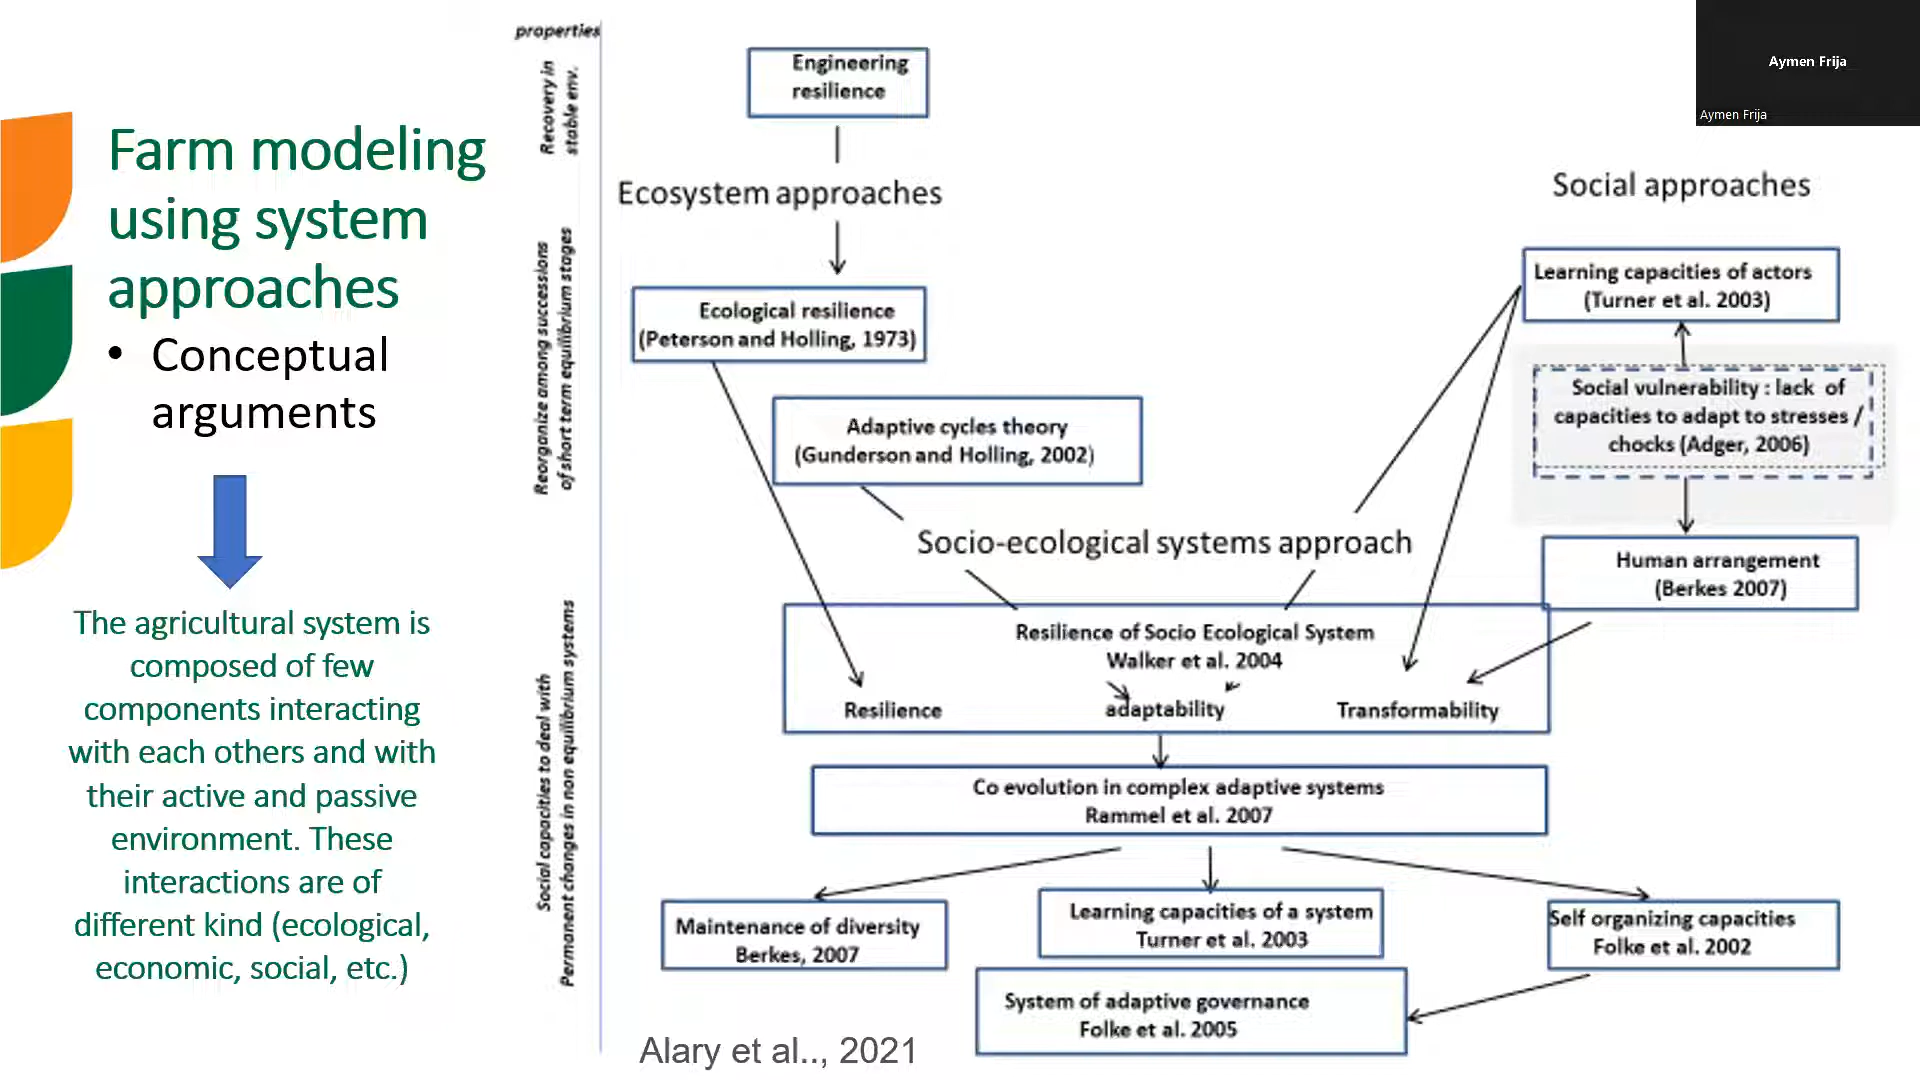 Farm modeling
using system
approaches
• Conceptual
arguments
The agricultural system is
composed of few
components interacting
with each others and with
their active and passive
environment. These
interactions are of
different kind (ecological,
economic, social, etc.)
properties
Recovery in
stable env.
Reorganize among successions
of short term equilibrium stages
Social capacities to deal with
Permanent changes in non equilibrium systems
Engineering
resilience
Ecosystem approaches
Ecological resilience
(Peterson and Holling, 1973)
Adaptive cycles theory
(Gunderson and Holling, 2002)
Social approaches
Learning capacities of actors
(Turner et al. 2003)
Social vulnerability : lack of
capacities to adapt to stresses /
chocks (Adger, 2006)
Human arrangement
(Berkes 2007)
Socio-ecological systems approach
Resilience of Socio Ecological System
Walker et al. 2004
Resilience
adaptability
Transformability
Co evolution in complex adaptive systems
Rammel et al. 2007
Maintenance of diversity
Berkes, 2007
Learning capacities of a system
Turner et al. 2003
Self organizing capacities
Folke et al. 2002
System of adaptive governance
Folke et al. 2005
Alary et al.., 2021
Aymen Frija
Aymen Frija